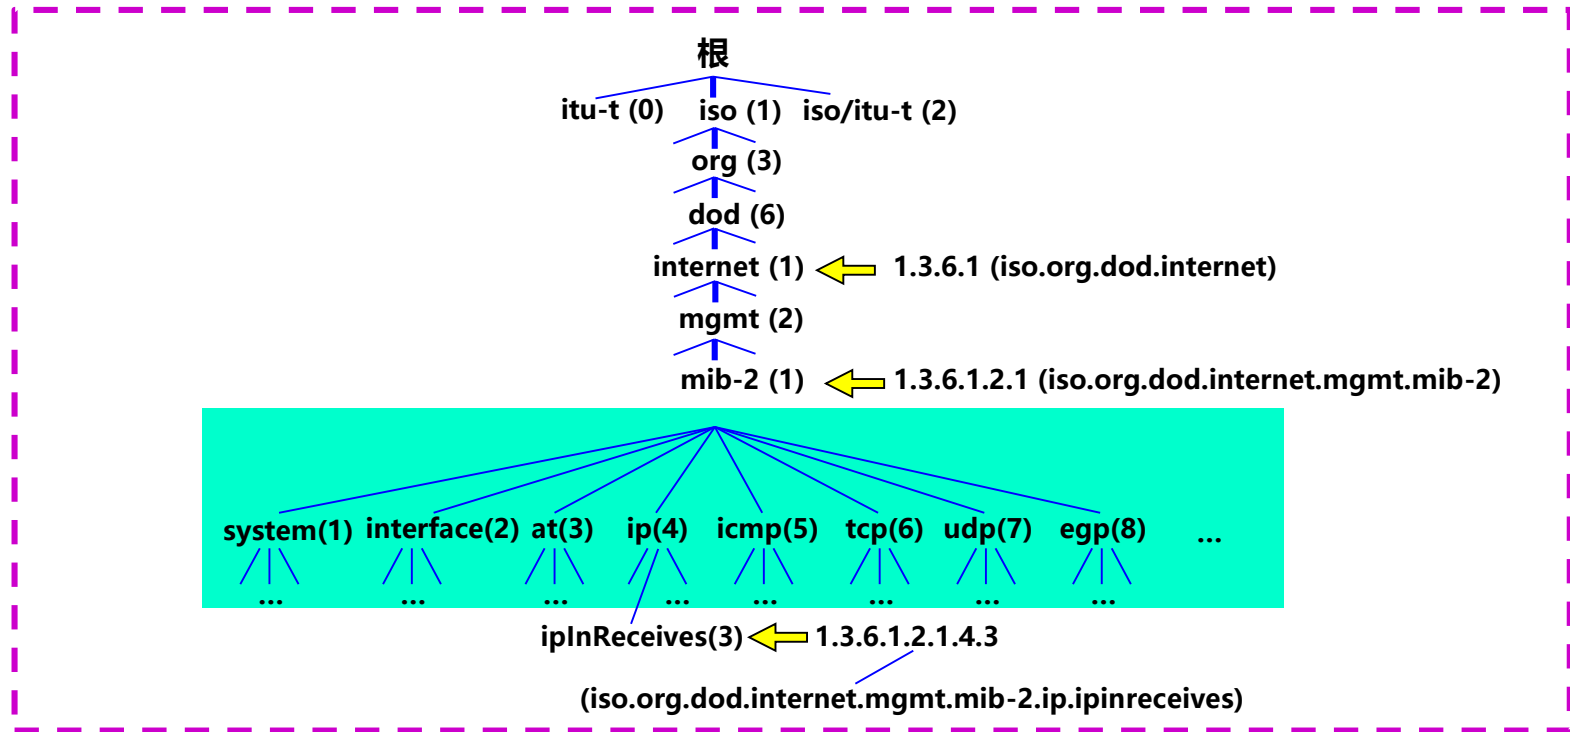 根
itu-t (0) iso (1) iso/itu-t (2)
org (3)
dod (6)
internet (1) 1.3.6.1 (iso.org.dod.internet)
mgmt (2)
mib-2 (1) 1.3.6.1.2.1 (iso.org.dod.internet.mgmt.mib-2)
system(1) interface(2) at(3) ip(4) icmp(5) tcp(6) udp(7) egp(8) ...
... ... ... ... ... ... ... ...
ipInReceives(3) 1.3.6.1.2.1.4.3
(iso.org.dod.internet.mgmt.mib-2.ip.ipinreceives)